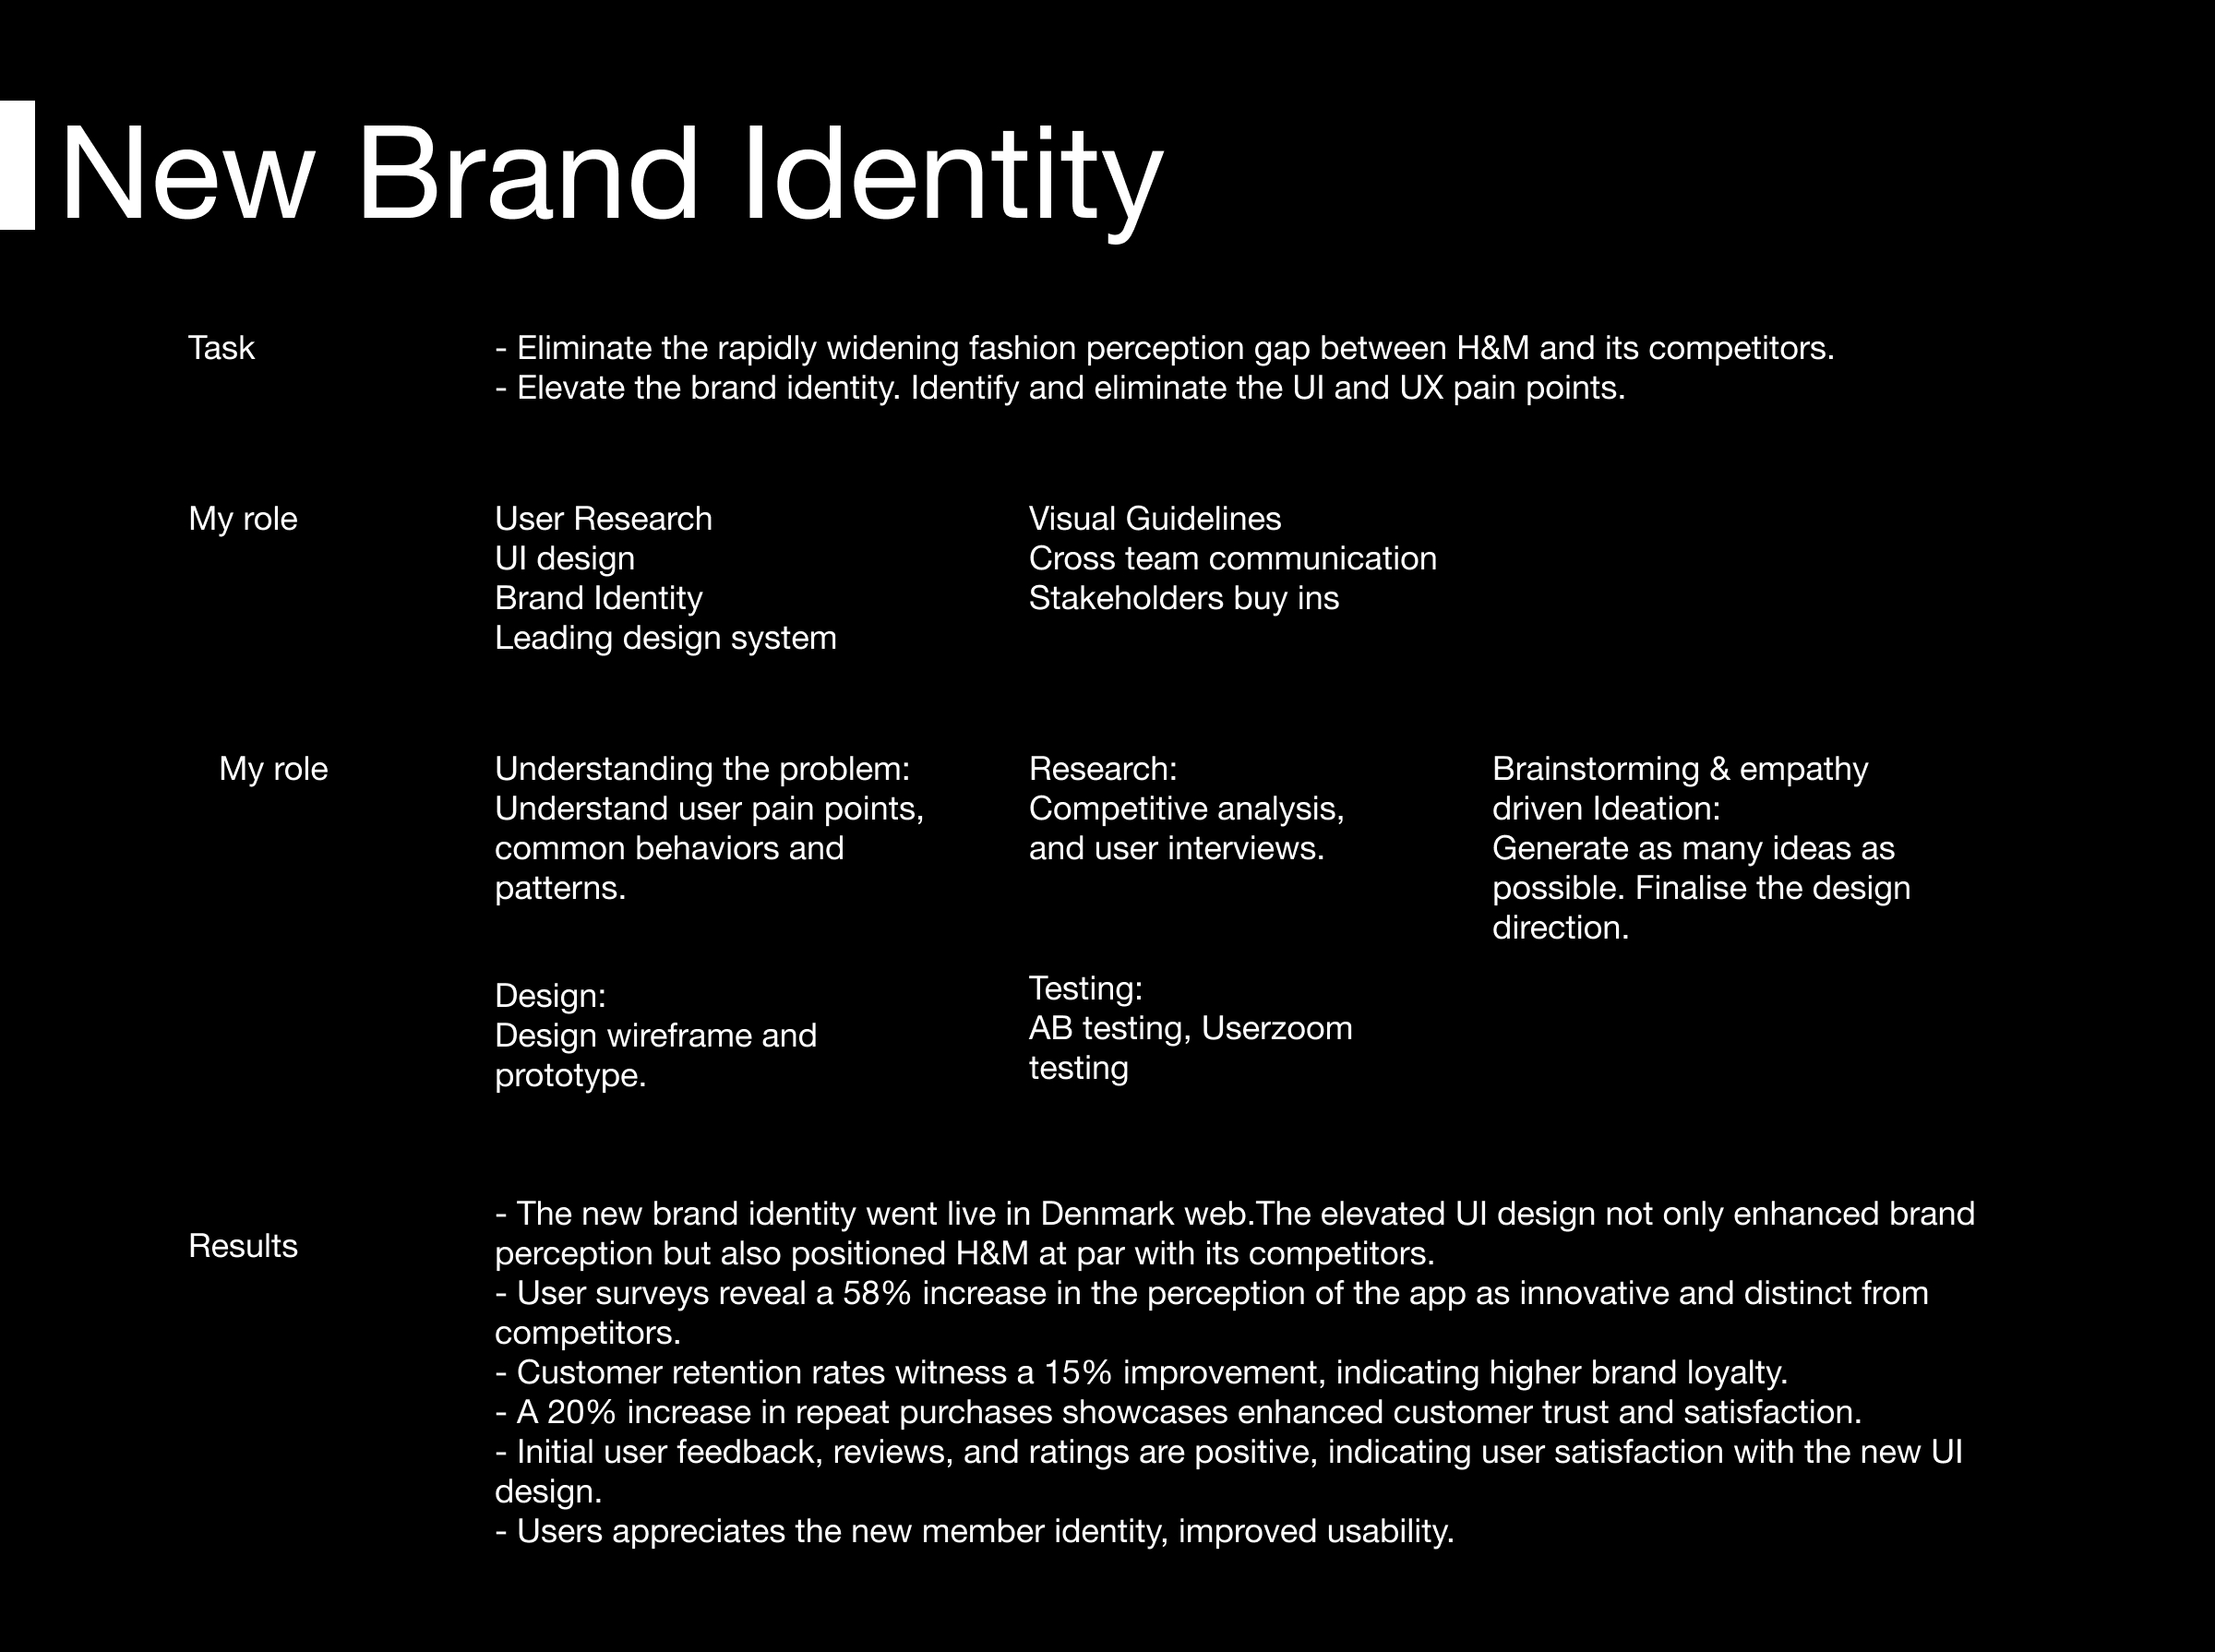 New Brand Identity
Task
- Eliminate the rapidly widening fashion perception gap between H&M and its competitors.
- Elevate the brand identity. Identify and eliminate the UI and UX pain points.
My role
User Research
UI design
Brand Identity
Leading design system
Visual Guidelines
Cross team communication
Stakeholders buy ins
My role
Understanding the problem:
Understand user pain points,
common behaviors and
patterns.
Research:
Competitive analysis,
and user interviews.
Brainstorming & empathy
driven Ideation:
Generate as many ideas as
possible. Finalise the design
direction.
Design:
Design wireframe and
prototype.
Testing:
AB testing, Userzoom
testing
Results
- The new brand identity went live in Denmark web.The elevated UI design not only enhanced brand
perception but also positioned H&M at par with its competitors.
- User surveys reveal a 58% increase in the perception of the app as innovative and distinct from
competitors.
- Customer retention rates witness a 15% improvement, indicating higher brand loyalty.
- A 20% increase in repeat purchases showcases enhanced customer trust and satisfaction.
- Initial user feedback, reviews, and ratings are positive, indicating user satisfaction with the new UI
design.
- Users appreciates the new member identity, improved usability.